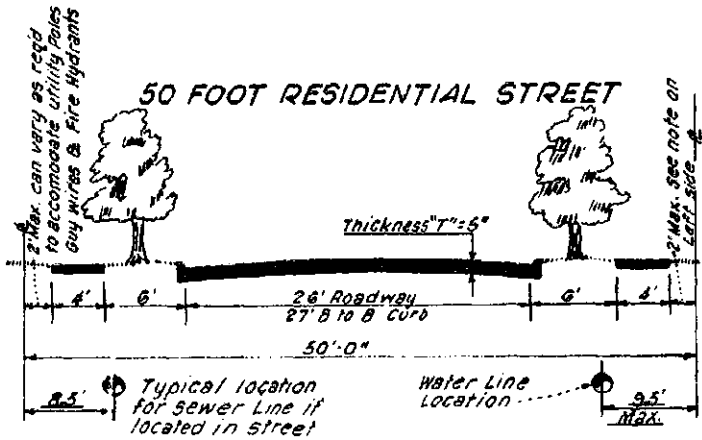 50 FOOT RESIDENTIAL STREET
2' Max. can vary as req'd
to accomodate utility Poles
Guy wires & Fire Hydrants
2' Max. see note on
Left side
Thickness "T" = 5"
4'
6'
26' Roadway
27' B to B Curb
6'
4'
50'-0"
8.5'
Typical location
for sewer Line if
located in street
Water Line
Location
9.5'
Max.